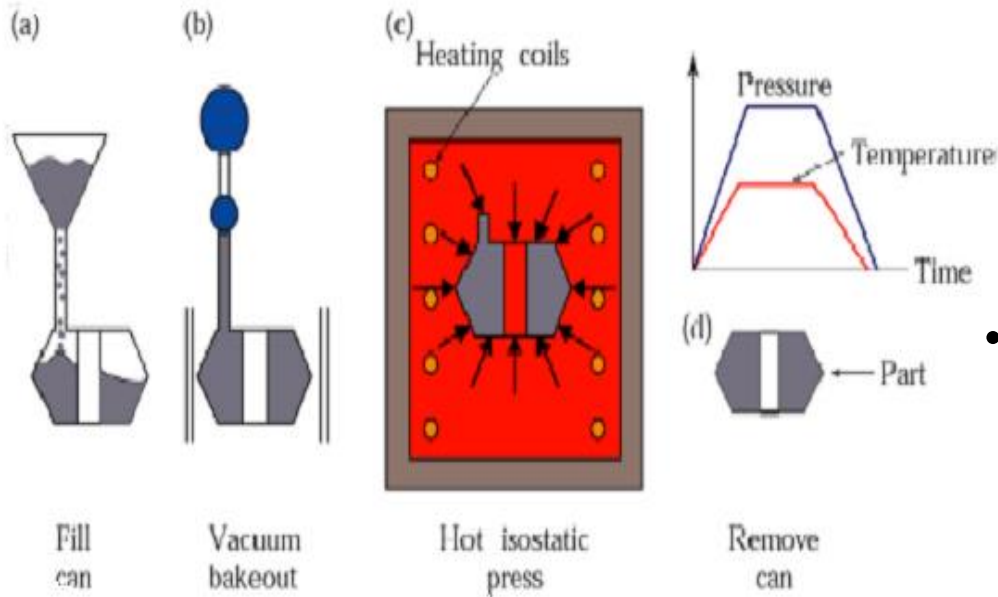 (a)
(b)
(c)
Heating coils
Pressure
Temperature
Time
(d)
Part
Fill
can
Vacuum
bakeout
Hot isostatic
press
Remove
can